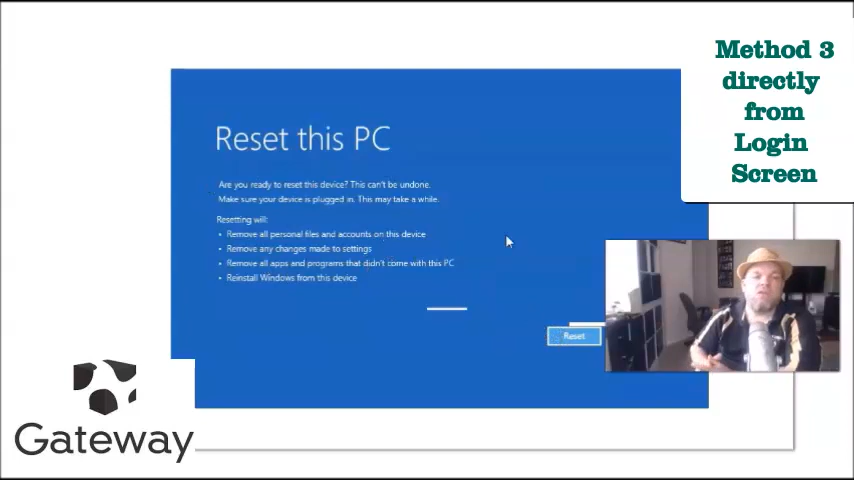 Method 3
directly
from
Login
Screen
Reset this PC
Are you ready to reset this device? This can't be undone.
Make sure your device is plugged in. This may take a while.
Resetting will:
• Remove all personal files and accounts on this device
• Remove any changes made to settings
• Remove all apps and programs that didn't come with this PC
• Reinstall Windows from this device
Reset
Gateway